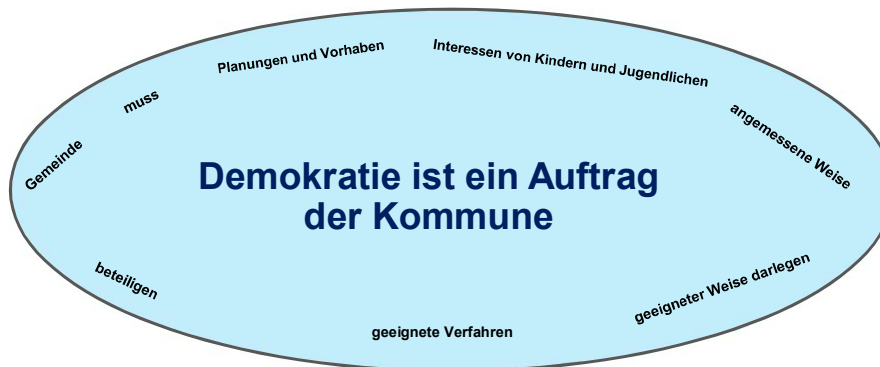 Gemeinde
muss
Planungen und Vorhaben
Interessen von Kindern und Jugendlichen
angemessene Weise
Demokratie ist ein Auftrag
der Kommune
beteiligen
geeignete Verfahren
geeigneter Weise darlegen